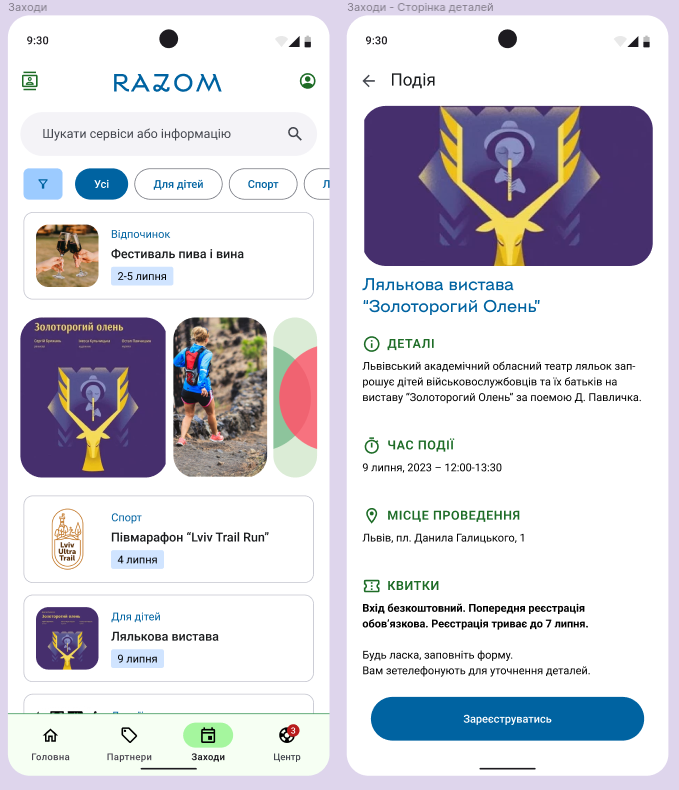 Заходи
9:30
RAZOM
Шукати сервіси або інформацію
Усі
Для дітей
Спорт
Л
Відпочинок
Фестиваль пива і вина
2-5 липня
Золоторогий олень
Спорт
Півмарафон “Lviv Trail Run”
4 липня
Lviv
Ultra
Trail
Для дітей
Лялькова вистава
9 липня
Золоторогий олень
Головна
Партнери
Заходи
3
Центр
Заходи - Сторінка деталей
9:30
Подія
Лялькова вистава
“Золоторогий Олень”
ДЕТАЛІ
Львівський академічний обласний театр ляльок зап-
рошує дітей військовослужбовців та їх батьків на
виставу “Золоторогий Олень” за поемою Д. Павличка.
ЧАС ПОДІЇ
9 липня, 2023 – 12:00-13:30
МІСЦЕ ПРОВЕДЕННЯ
Львів, пл. Данила Галицького, 1
КВИТКИ
Вхід безкоштовний. Попередня реєстрація
обов’язкова. Реєстрація триває до 7 липня.
Будь ласка, заповніть форму.
Вам зетелефонують для уточнення деталей.
Зареєструватись